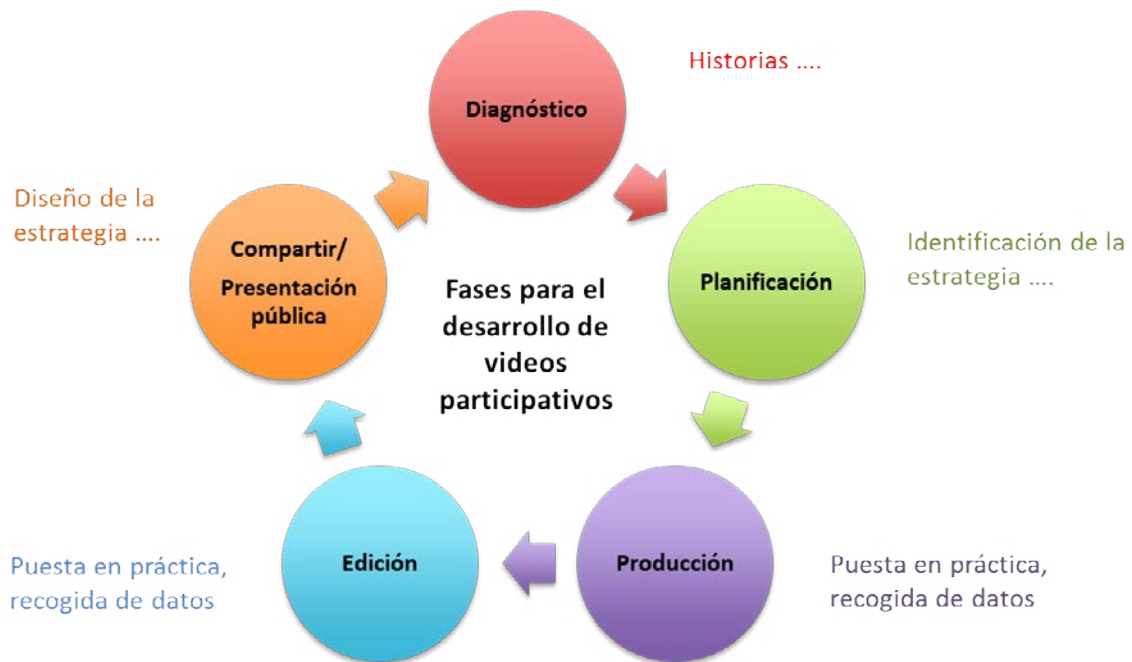 Diagnóstico
Historias ....
Planificación
Identificación de la
estrategia ....
Producción
Puesta en práctica,
recogida de datos
Edición
Puesta en práctica,
recogida de datos
Compartir/
Presentación
pública
Diseño de la
estrategia ....
Fases para el
desarrollo de
videos
participativos